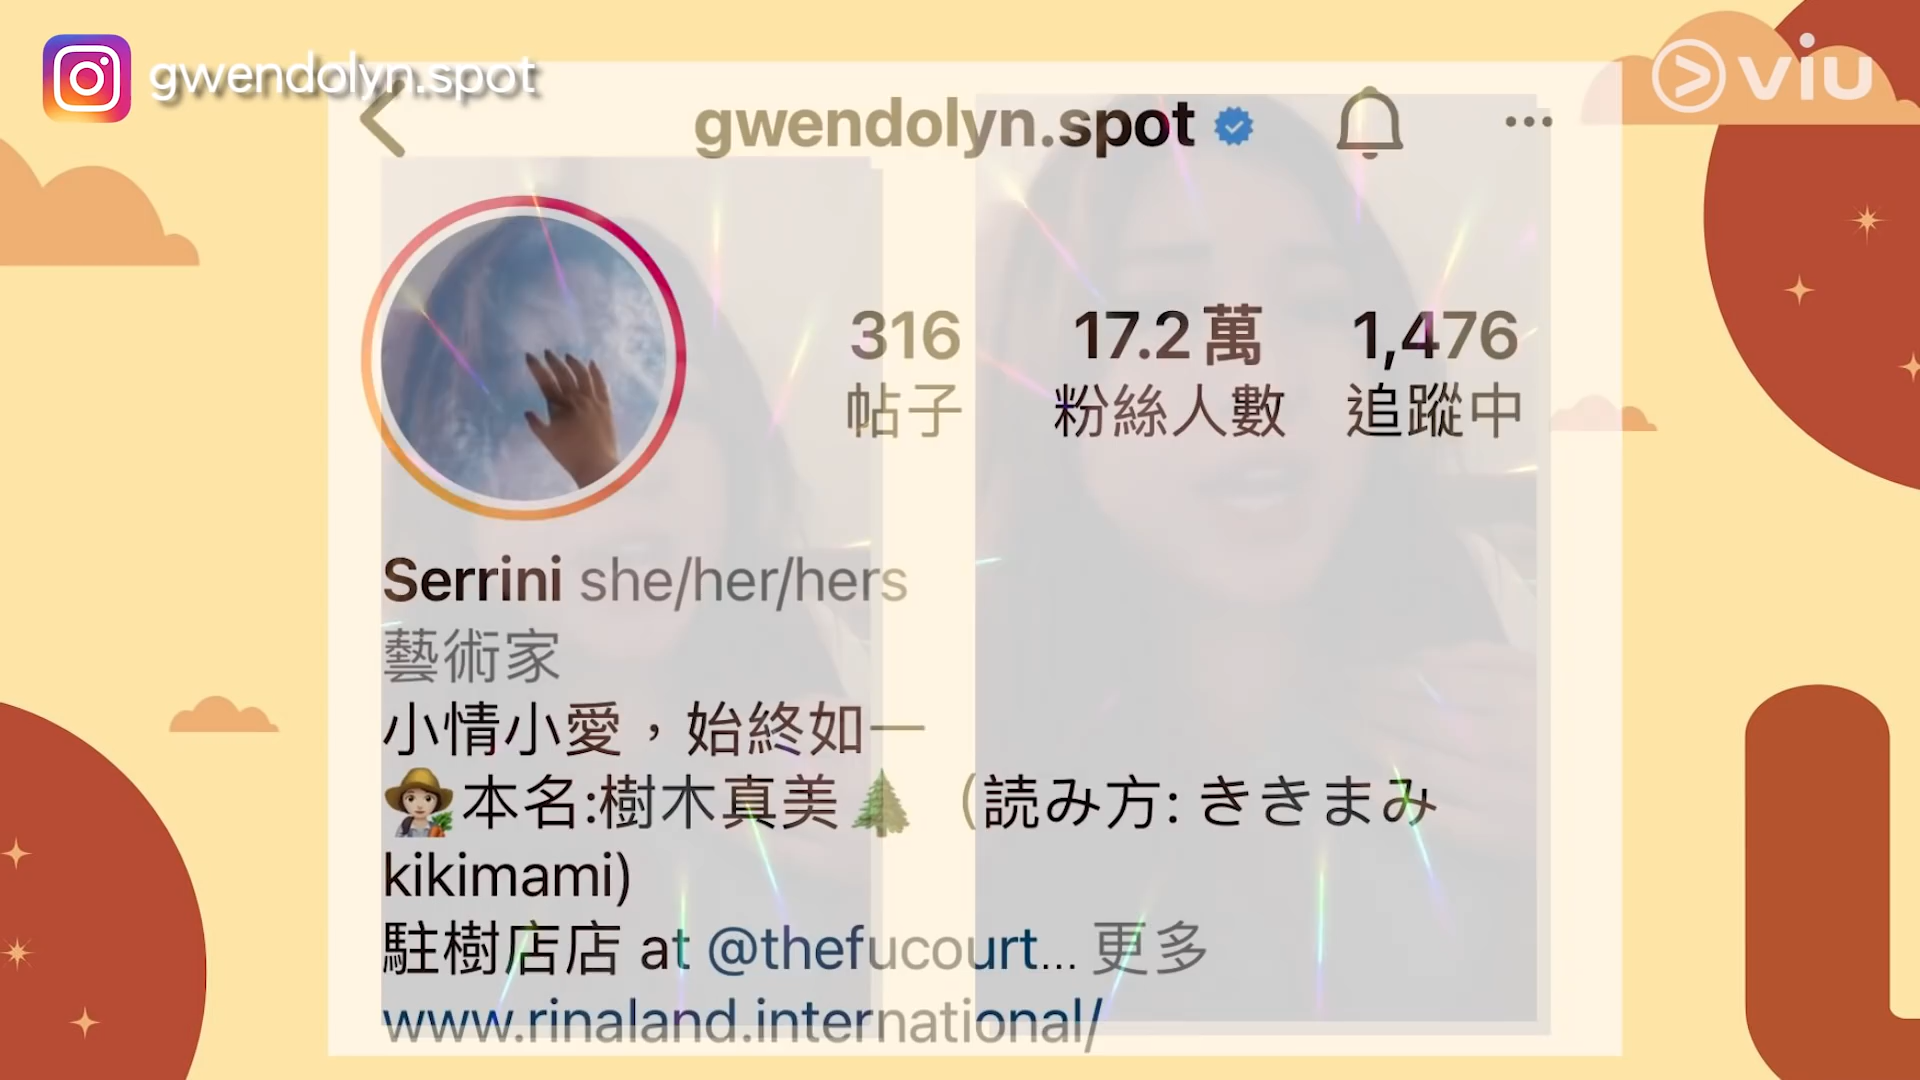 gwendolyn.spot
viu
gwendolyn.spot
316
帖子
17.2萬
粉絲人數
1,476
追蹤中
Serrini she/her/hers
藝術家
小情小愛，始終如一
本名:樹木真美 (読み方: ききまみ
kikimami)
駐樹店店 at @thefucourt... 更多
www.rinaland.international/